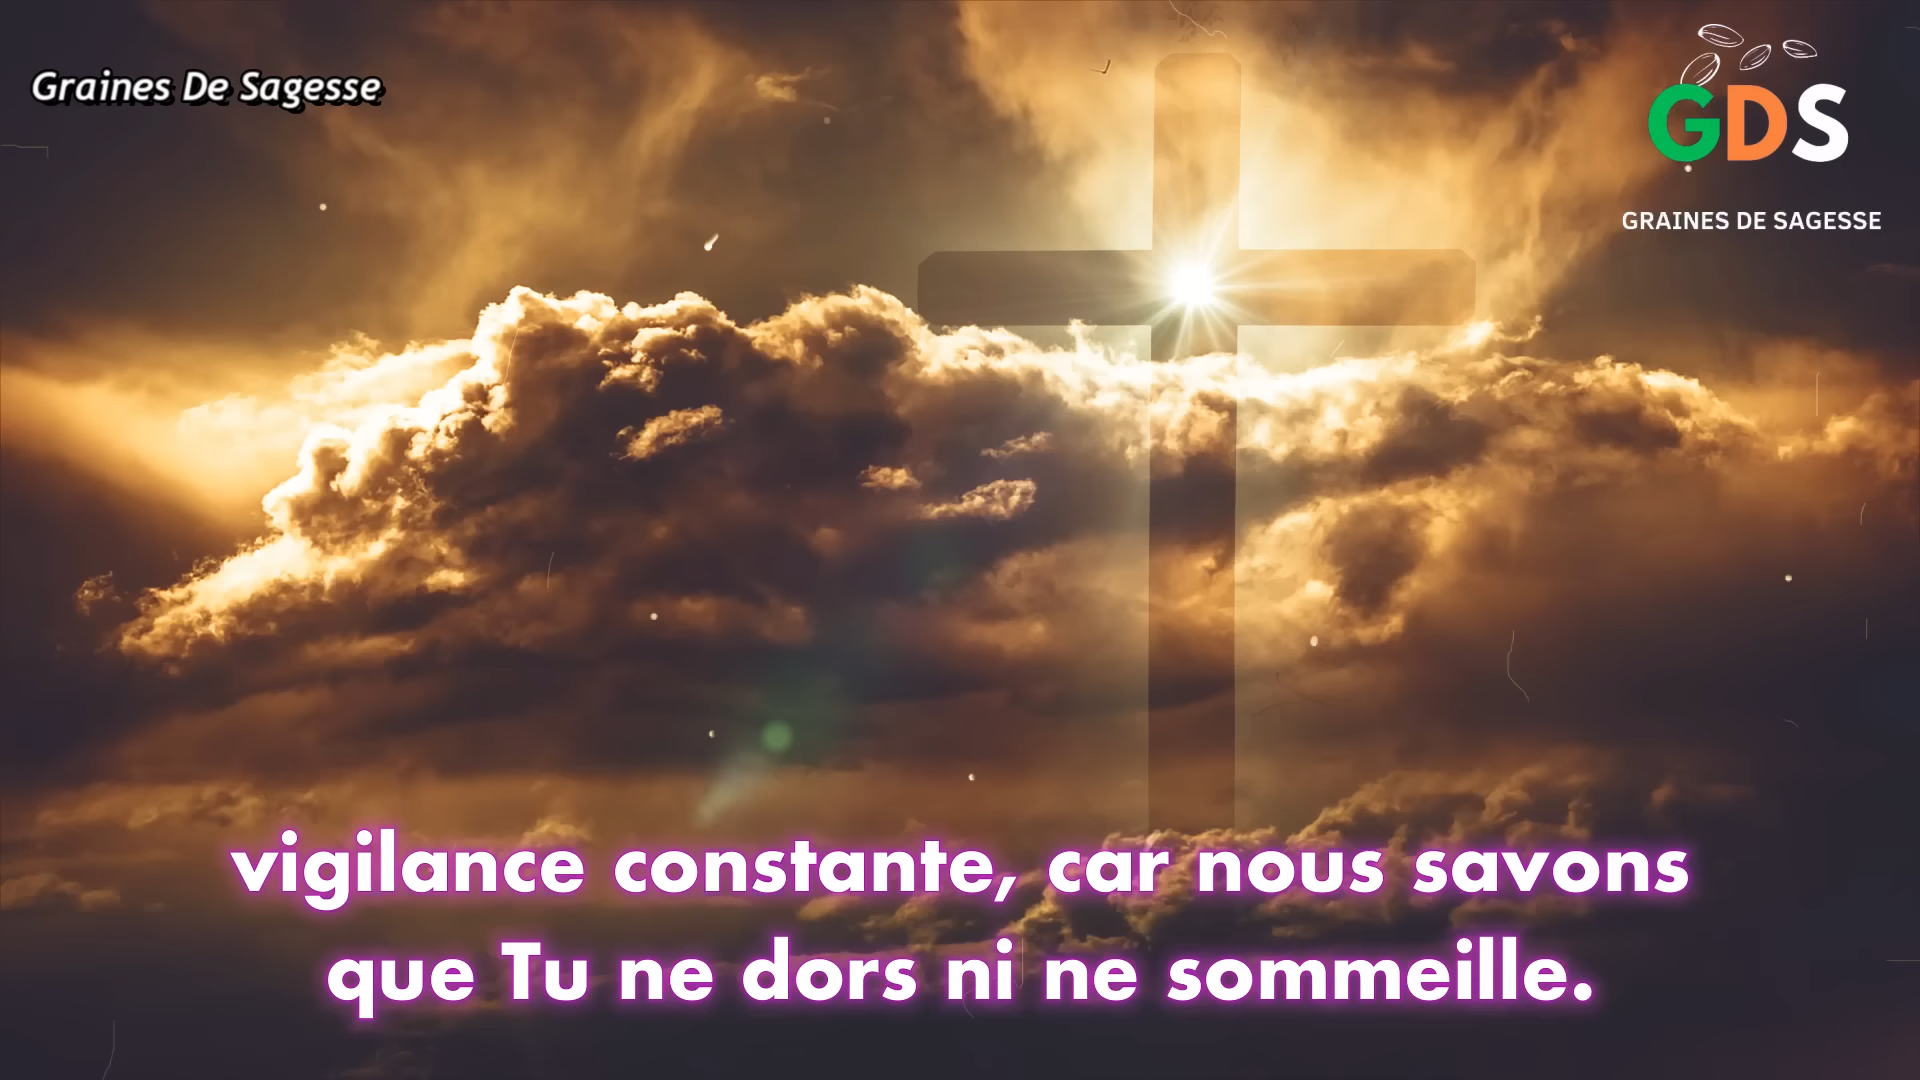 Graines De Sagesse
GDS
GRAINES DE SAGESSE
vigilance constante, car nous savons
que Tu ne dors ni ne sommeille.